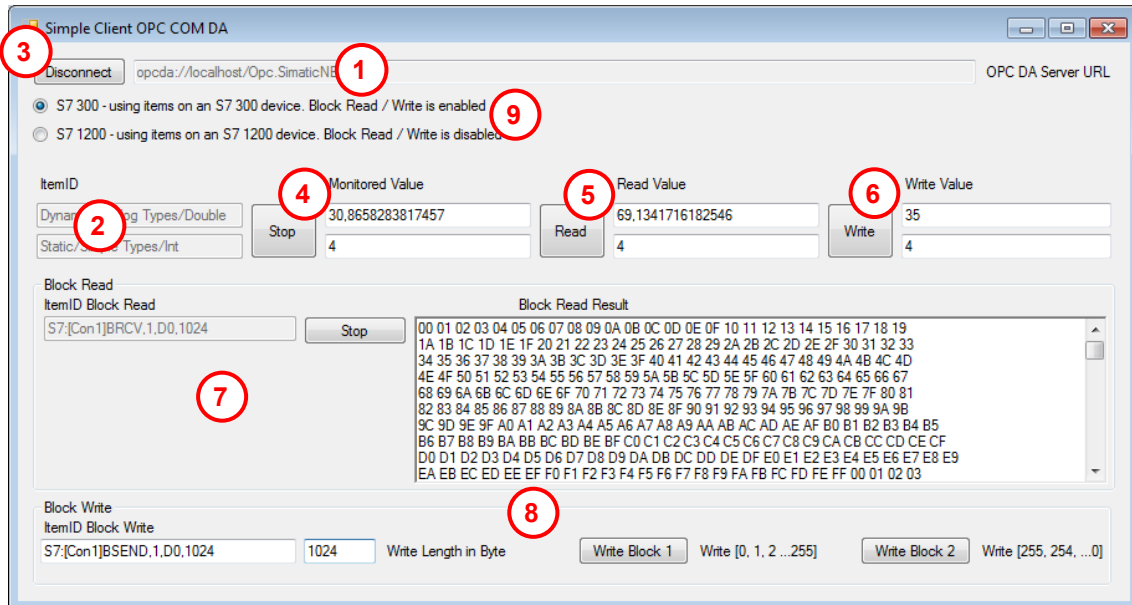 Simple Client OPC COM DA
3
Disconnect
opcda://localhost/Opc.SimaticNE
1
OPC DA Server URL
S7 300 - using items on an S7 300 device. Block Read / Write is enabled
9
S7 1200 - using items on an S7 1200 device. Block Read / Write is disabled
ItemID
4
Monitored Value
5
Read Value
6
Write Value
2
Types/Double
Stop
30,8658283817457
Read
69,1341716182546
Write
35
Static/ Types/Int
4
4
4
Block Read
ItemID Block Read
Block Read Result
S7:[Con1]BRCV,1,D0,1024
Stop
00 01 02 03 04 05 06 07 08 09 0A 0B 0C 0D 0E 0F 10 11 12 13 14 15 16 17 18 19
1A 1B 1C 1D 1E 1F 20 21 22 23 24 25 26 27 28 29 2A 2B 2C 2D 2E 2F 30 31 32 33
34 35 36 37 38 39 3A 3B 3C 3D 3E 3F 40 41 42 43 44 45 46 47 48 49 4A 4B 4C 4D
4E 4F 50 51 52 53 54 55 56 57 58 59 5A 5B 5C 5D 5E 5F 60 61 62 63 64 65 66 67
68 69 6A 6B 6C 6D 6E 6F 70 71 72 73 74 75 76 77 78 79 7A 7B 7C 7D 7E 7F 80 81
82 83 84 85 86 87 88 89 8A 8B 8C 8D 8E 8F 90 91 92 93 94 95 96 97 98 99 9A 9B
9C 9D 9E 9F A0 A1 A2 A3 A4 A5 A6 A7 A8 A9 AA AB AC AD AE AF B0 B1 B2 B3 B4 B5
B6 B7 B8 B9 BA BB BC BD BE BF C0 C1 C2 C3 C4 C5 C6 C7 C8 C9 CA CB CC CD CE CF
D0 D1 D2 D3 D4 D5 D6 D7 D8 D9 DA DB DC DD DE DF E0 E1 E2 E3 E4 E5 E6 E7 E8 E9
EA EB EC ED EE EF F0 F1 F2 F3 F4 F5 F6 F7 F8 F9 FA FB FC FD FE FF 00 01 02 03
7
8
Block Write
ItemID Block Write
S7:[Con1]BSEND,1,D0,1024
1024
Write Length in Byte
Write Block 1
Write [0, 1, 2 ...255]
Write Block 2
Write [255, 254, ...0]